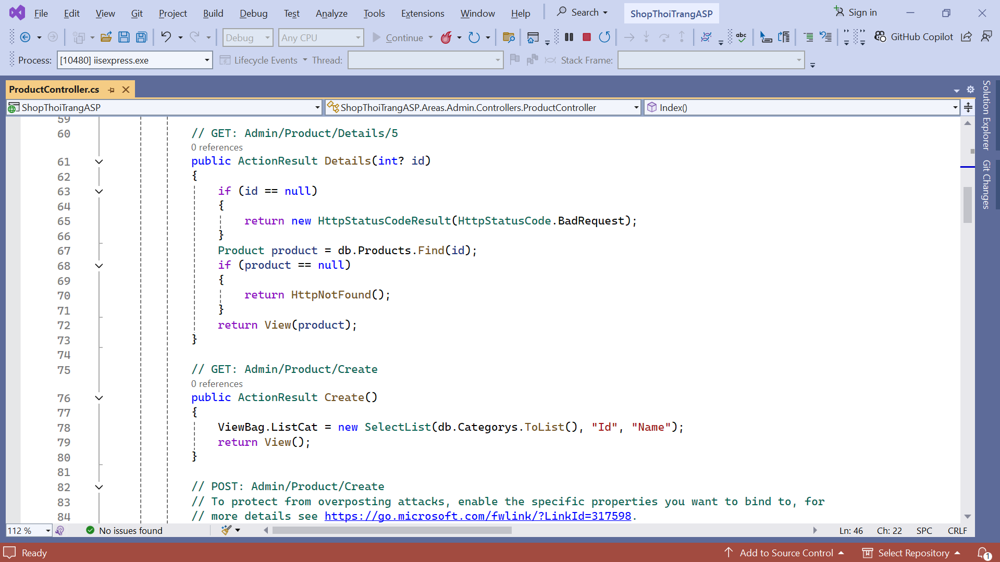 File Edit View Git Project Build Debug Test Analyze Tools Extensions Window Help Search ShopThoiTrangASP Sign in
Debug Any CPU Continue abc GitHub Copilot
Process: [10480] iisexpress.exe Lifecycle Events Thread: Stack Frame:
ProductController.cs
ShopThoiTrangASP ShopThoiTrangASP.Areas.Admin.Controllers.ProductController Index()
Solution Explorer
Git Changes
59
60 // GET: Admin/Product/Details/5
0 references
61 public ActionResult Details(int? id)
62 {
63 if (id == null)
64 {
65 return new HttpStatusCodeResult(HttpStatusCode.BadRequest);
66 }
67 Product product = db.Products.Find(id);
68 if (product == null)
69 {
70 return HttpNotFound();
71 }
72 return View(product);
73 }
74
75 // GET: Admin/Product/Create
0 references
76 public ActionResult Create()
77 {
78 ViewBag.ListCat = new SelectList(db.Categorys.ToList(), "Id", "Name");
79 return View();
80 }
81
82 // POST: Admin/Product/Create
83 // To protect from overposting attacks, enable the specific properties you want to bind to, for
84 // more details see https://go.microsoft.com/fwlink/?LinkId=317598.
112 % No issues found Ln: 46 Ch: 22 SPC CRLF
Ready Add to Source Control Select Repository 1